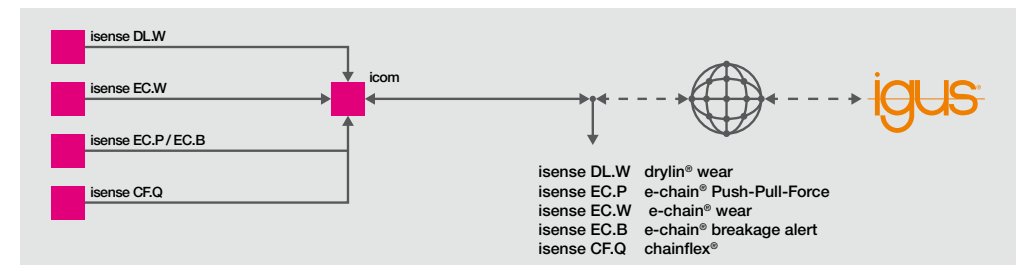 isense DL.W
isense EC.W
isense EC.P / EC.B
isense CF.Q
icom
igus®
isense DL.W drylin® wear
isense EC.P e-chain® Push-Pull-Force
isense EC.W e-chain® wear
isense EC.B e-chain® breakage alert
isense CF.Q chainflex®